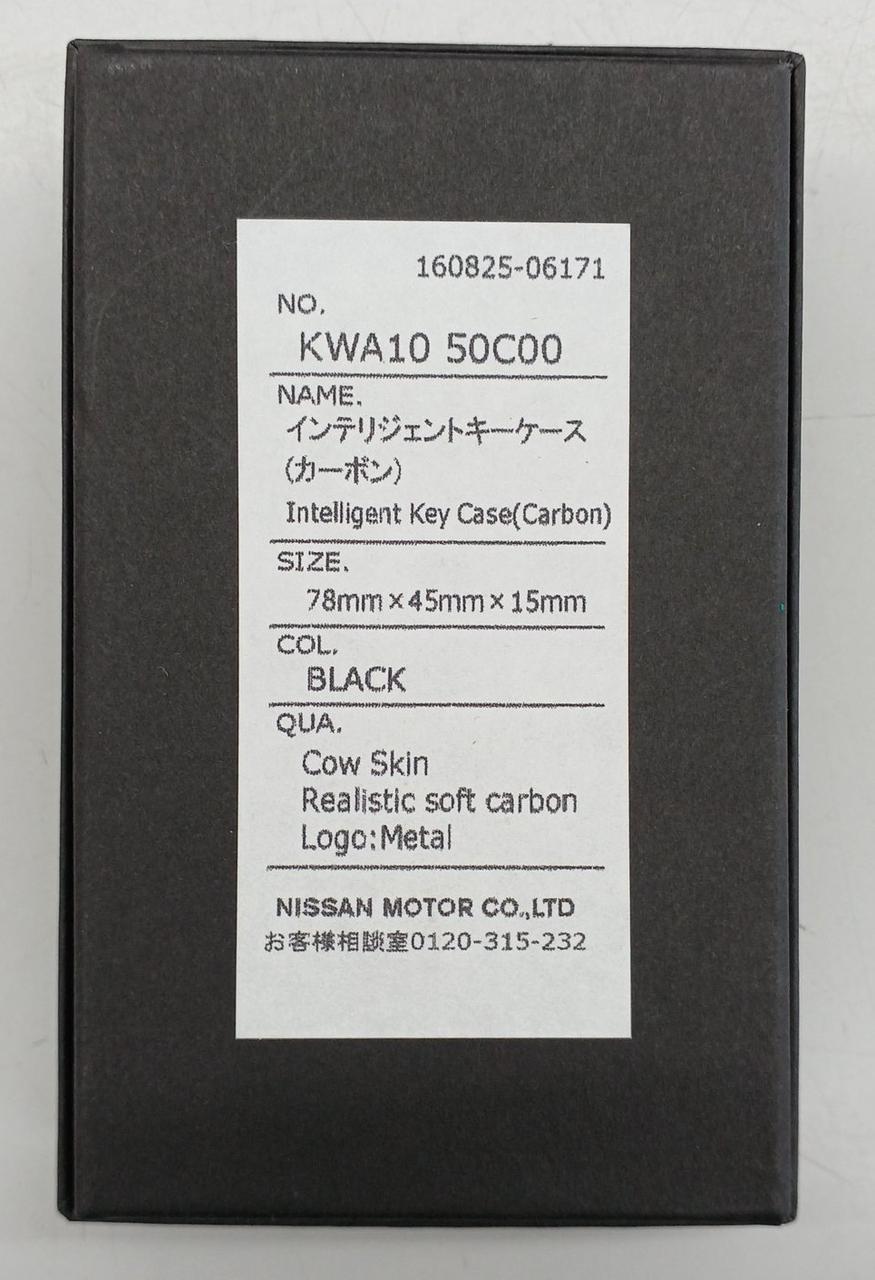 160825-06171
NO.
KWA10 50C00
NAME.
インテリジェントキーケース
(カーボン)
Intelligent Key Case(Carbon)
SIZE.
78mm×45mm×15mm
COL.
BLACK
QUA.
Cow Skin
Realistic soft carbon
Logo:Metal
NISSAN MOTOR CO.,LTD
お客様相談室0120-315-232